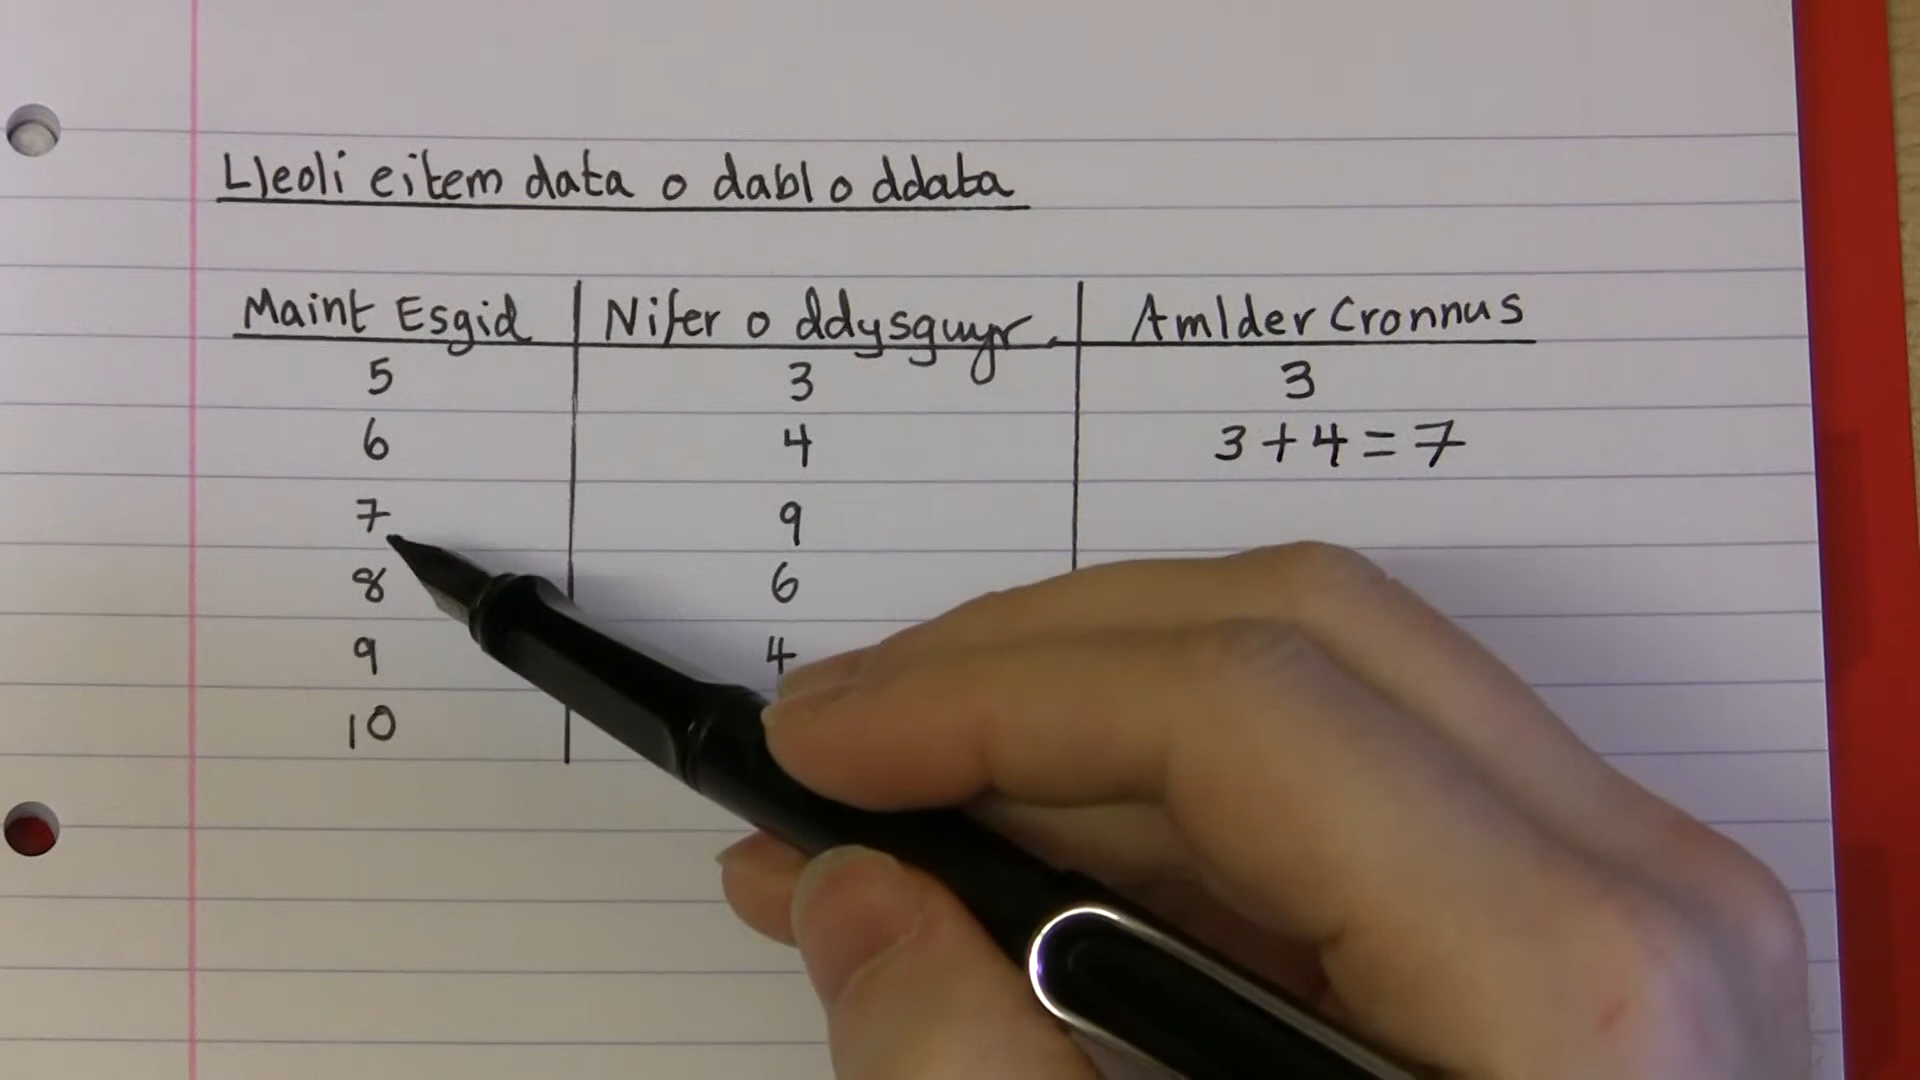 Lleoli eitem data o dabl o ddata
Maint Esgid Nifer o ddysgwyr Amlder Cronnus
5 3 3
6 4 3 + 4 = 7
7 9
8 6
9 4
10